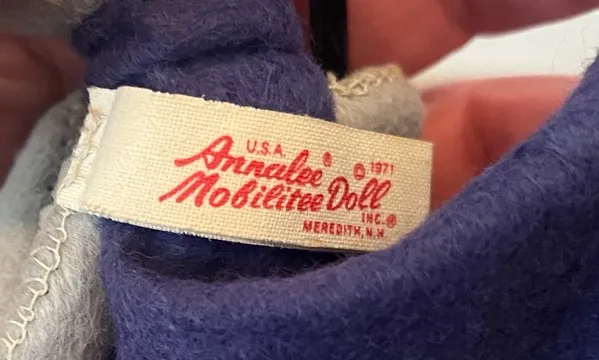 U.S.A. © 1971
Annalee®
Mobilitee Doll
INC.®
MEREDITH, N.H.